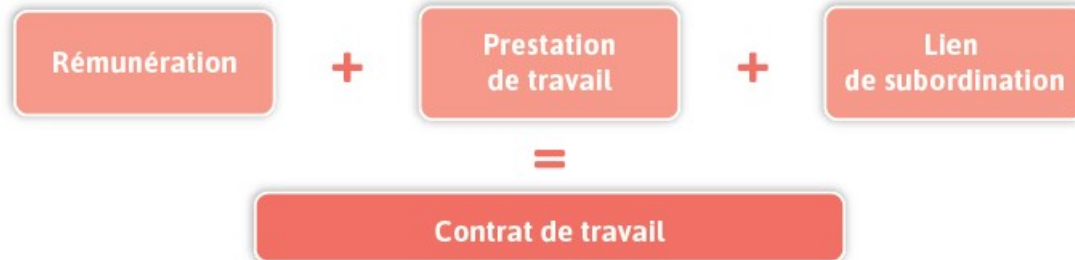 Rémunération
+
Prestation
de travail
+
Lien
de subordination
=
Contrat de travail